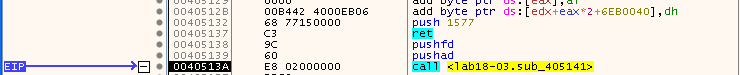 00405129 0000 add byte ptr ds:[eax],al
0040512B 00B442 4000EB06 add byte ptr ds:[edx+eax*2+6EB0040],dh
00405132 68 77150000 push 1577
00405137 C3 ret
00405138 9C pushfd
00405139 60 pushad
EIP 0040513A E8 02000000 call <lab18-03.sub_405141>